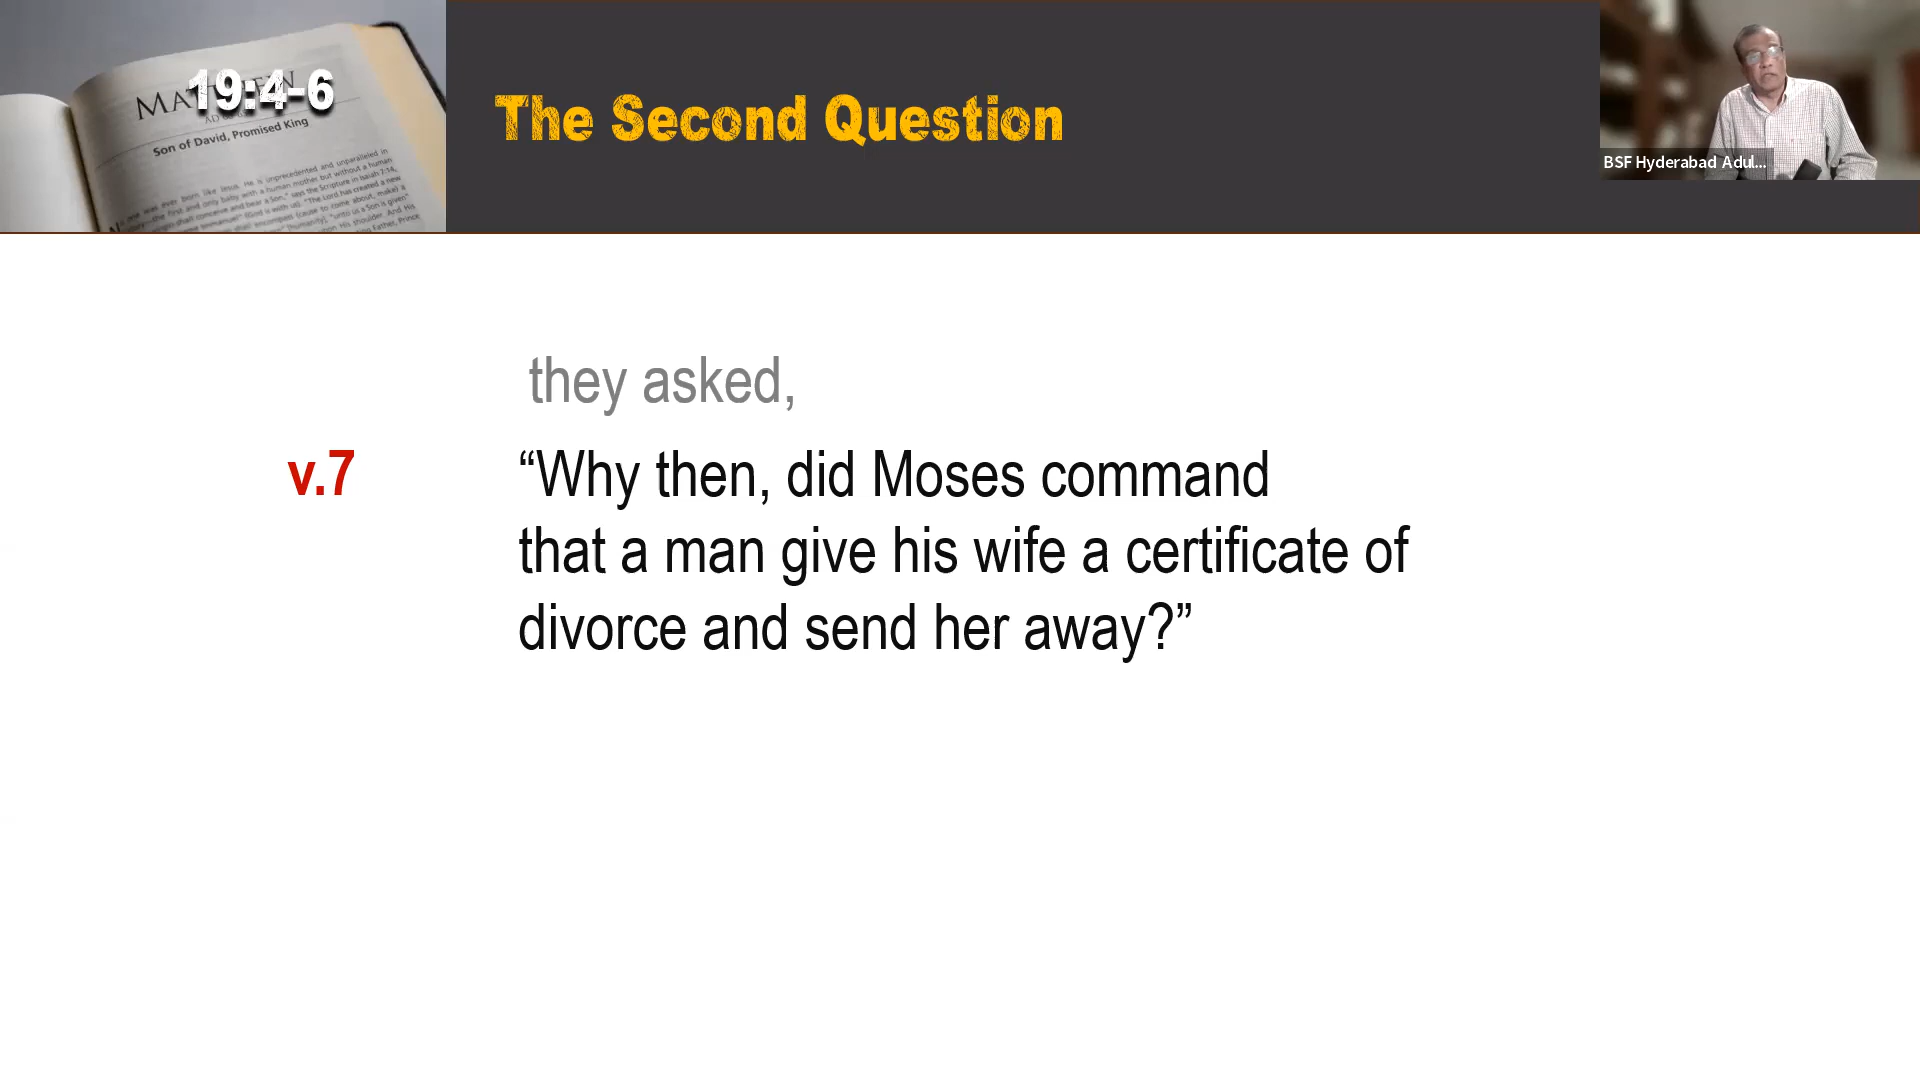 19:4-6
MATTHEW
Son of David, Promised King
The Second Question
BSF Hyderabad Adul...
they asked,
v.7
“Why then, did Moses command
that a man give his wife a certificate of
divorce and send her away?”